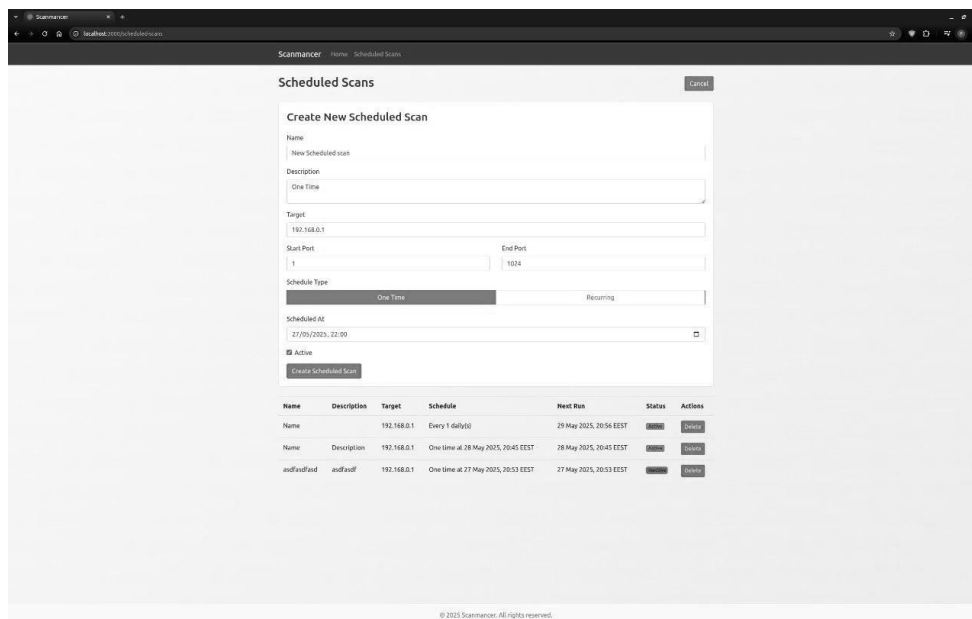 Scanmancer
localhost:3000/scheduled-scans
Scanmancer Home Scheduled Scans
Scheduled Scans
Cancel
Create New Scheduled Scan
Name
New Scheduled scan
Description
One Time
Target
192.168.0.1
Start Port End Port
1 1024
Schedule Type
One Time Recurring
Scheduled At
27/05/2025, 22:00
Active
Create Scheduled Scan
Name Description Target Schedule Next Run Status Actions
Name 192.168.0.1 Every 1 daily(s) 29 May 2025, 20:56 EEST Active Delete
Name Description 192.168.0.1 One time at 28 May 2025, 20:45 EEST 28 May 2025, 20:45 EEST Active Delete
asdfasdfasd asdfasdf 192.168.0.1 One time at 27 May 2025, 20:53 EEST 27 May 2025, 20:53 EEST Inactive Delete
© 2025 Scanmancer. All rights reserved.